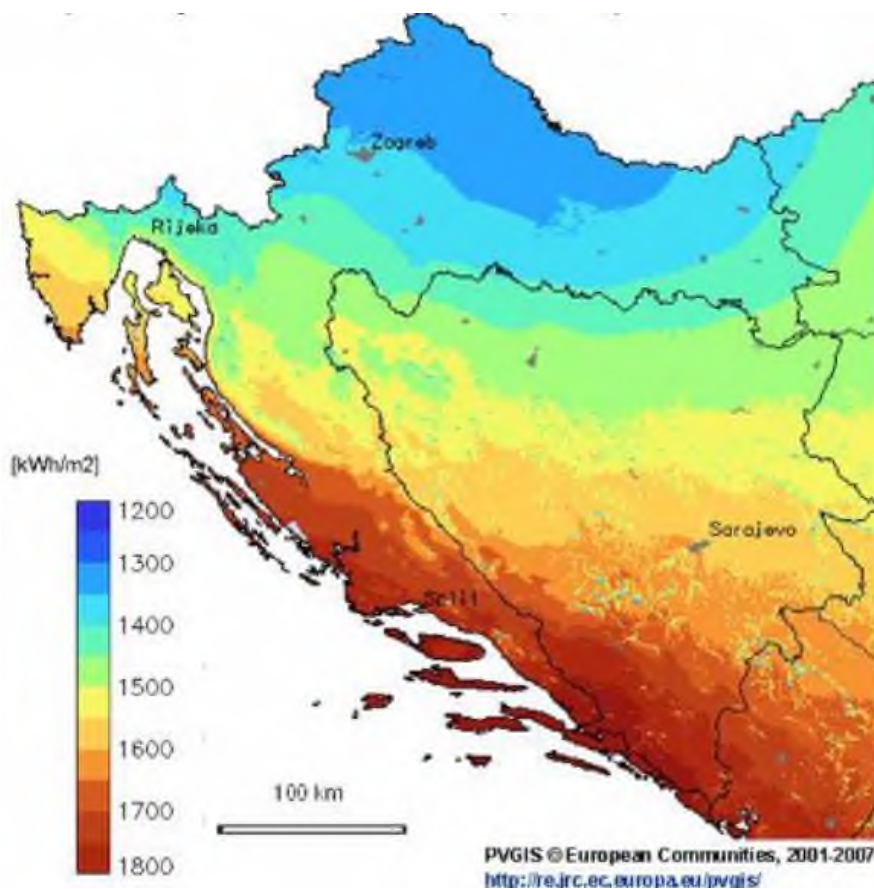 Zagreb
Rijeka
[kWh/m2]
1200
1300
Sarajevo
1400
Split
1500
1600
100 km
1700
1800
PVGIS © European Communities, 2001-2007
http://re.jrc.ec.europa.eu/pvgis/